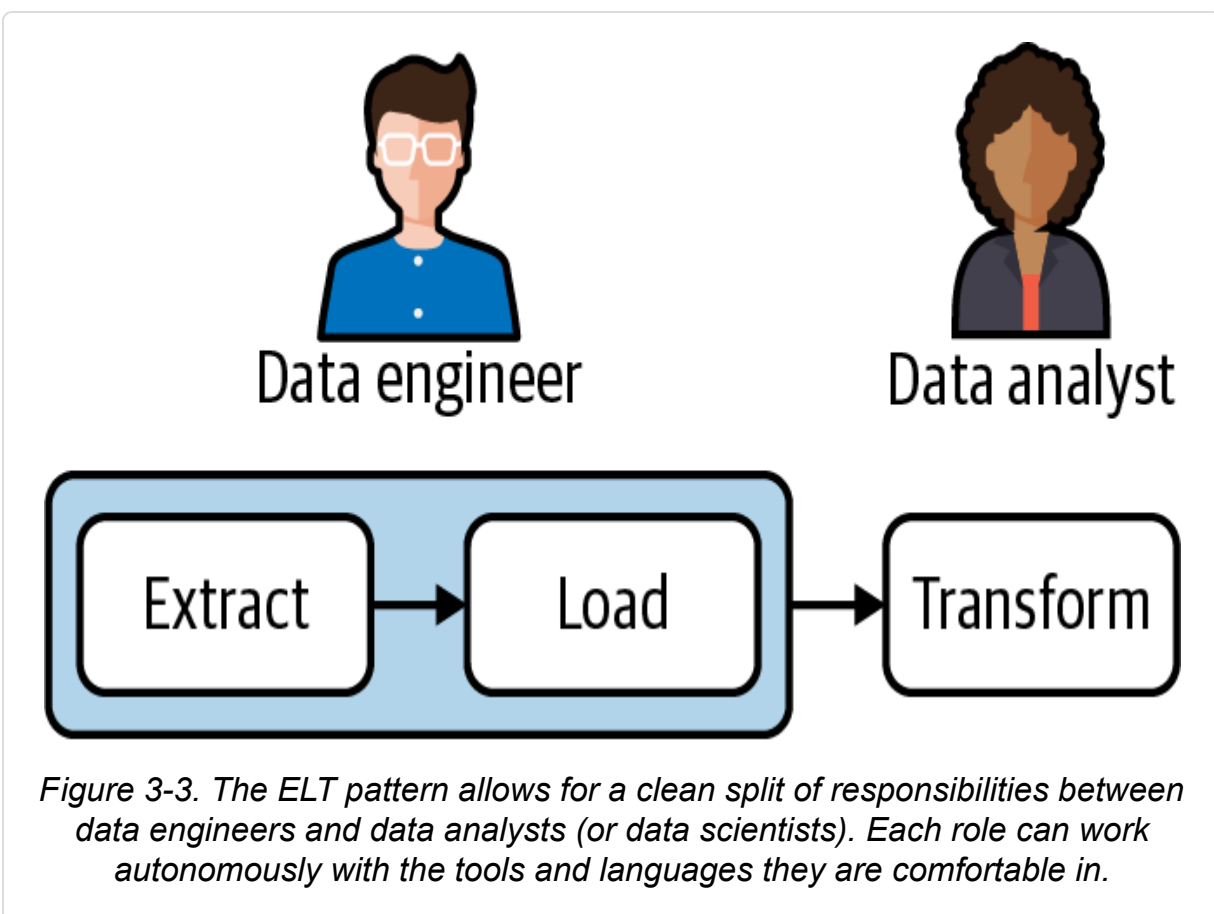 Data engineer
Data analyst
Extract
Load
Transform
Figure 3-3. The ELT pattern allows for a clean split of responsibilities between
data engineers and data analysts (or data scientists). Each role can work
autonomously with the tools and languages they are comfortable in.